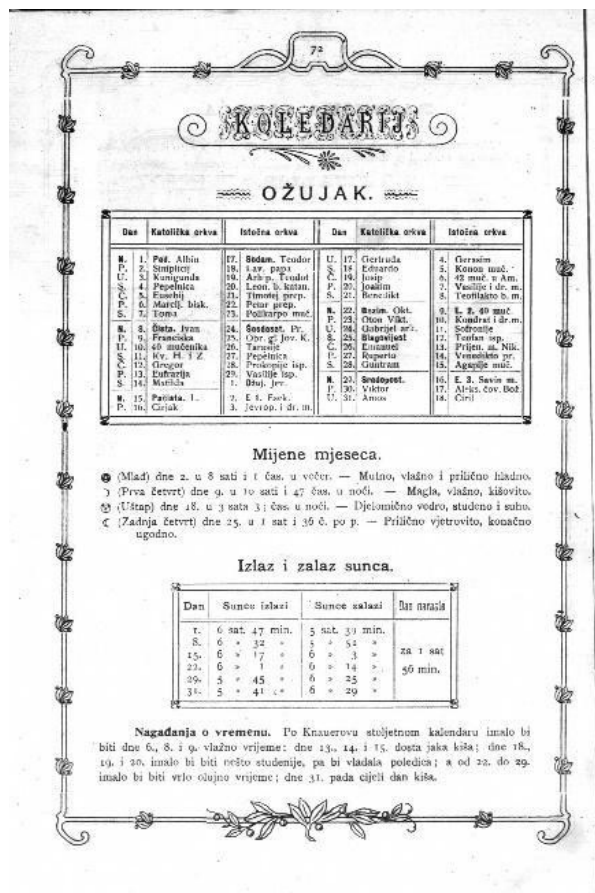 72
KOLEDARIJ
OŽUJAK.
Dan Katolička crkva Istočna crkva Dan Katolička crkva Istočna crkva
N. 1. Poč. Albin 17. Sedam. Teodor U. 17. Gertruda 4. Gerasim
P. 2. Simplicij 18. Lav. papa S. 18 Eduardo 5. Konon muč.
U. 3. Kunigunda 19. Arhip. Teodot Č. 19. Josip 6. 42 muč. u Am.
S. 4. Pepelnica 20. Leon. b. katan. P. 20. Joakim 7. Vasilije i dr. m.
Č. 5. Euzebij 21. Timotej prep. S. 21. Benedikt 8. Teofilakto b. m.
P. 6. Marcij. bisk. 22. Petar prep. N. 22. Okt. 9. 40 muč.
S. 7. Toma 23. Polikarpo muč. P. 23. Oton Vikt. 10. Kondrat i dr. m.
N. 8. Čista. Ivan 24. Pr. U. 24. Gabrijel ark. 11. Sofronije
P. 9. Franciska 25. Obr. gl Jov. K. S. 25. Blagovijest 12. Teofan isp.
U. 10. 40 mučenika 26. Tarasije Č. 26. Emanuel 13. Prijen. m. Nik.
S. 11. Kv. H. i Z 27. Pepelnica P. 27. Ruperto 14. Venedikto pr.
Č. 12. Gregor 28. Prokopije isp. S. 28. Guntram 15. Agapije muč.
P. 13. Eufrazija 29. Vasilije isp. N. 29. Sredopost. 16. Savin m.
S. 14. Matilda 1. Ožuj. Jev. P. 30. Viktor 17. Aleks. čov. Bož.
N. 15. Pačista. L. 2. U. 31. Amos 18. Ciril
P. 16. Cirjak 3. Jevrop. i dr. m.
Mijene mjeseca.
(Mlađ) dne 2. u 8 sati i 1 čas. u večer. — Mutno, vlažno i prilično hladno.
(Prva četvrt) dne 9. u 10 sati i 47 čas. u noći. — Magla, vlažno, kišovito.
(Uštap) dne 18. u 3 sata čas. u noći. — Djelomično vedro, studeno i suho.
(Zadnja četvrt) dne 25. u 1 sat i 36 č. po p. — Prilično vjetrovito, konačno
ugodno.
Izlaz i zalaz sunca.
Dan Sunce izlazi Sunce zalazi Dan narasla
1. 6 sat. 47 min. 5 sat. 39 min.
8. 6 „ 32 „ 5 „ 52 „
15. 6 „ 17 „ 6 „ 3 „ za 1 sat
22. 6 „ 1 „ 6 „ 14 „ 56 min.
29. 5 „ 45 „ 6 „ 25 „
31. 5 „ 41 „ 6 „ 29 „
Nagađanja o vremenu. Po Knauerovu stoljetnom kalendaru imalo bi
biti dne 6., 8. i 9. vlažno vrijeme: dne 13., 14. i 15. dosta jaka kiša; dne 18.,
19. i 20. imalo bi biti nešto studenije, pa bi vladala poledica; a od 22. do 29.
imalo bi biti vrlo olujno vrijeme; dne 31. pada cijeli dan kiša.